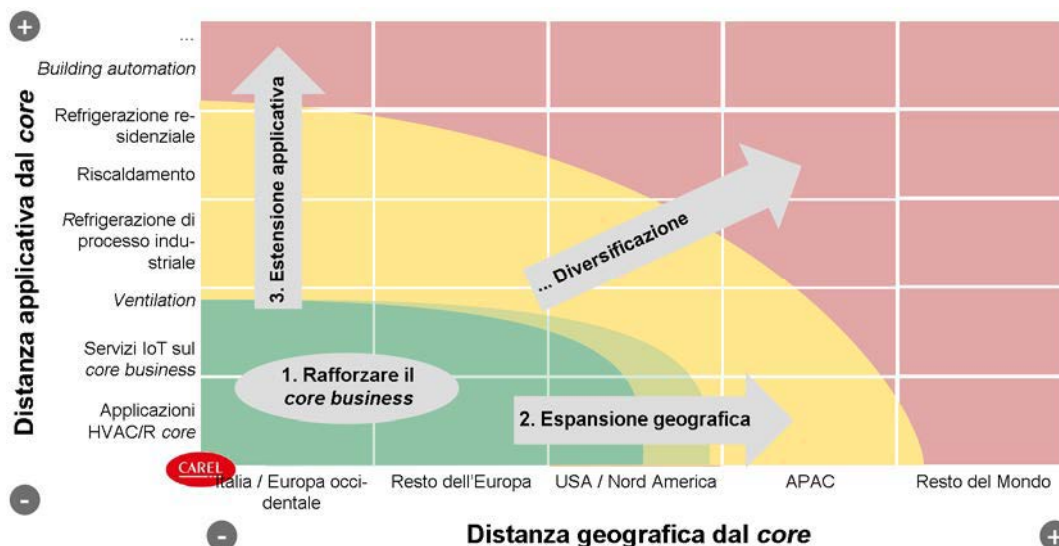 +
...
Building automation
Refrigerazione re-
sidenziale
Riscaldamento
Refrigerazione di
processo indu-
striale
Ventilation
Servizi IoT sul
core business
Applicazioni
HVAC/R core
-
Distanza applicativa dal core
3. Estensione applicativa
... Diversificazione
1. Rafforzare il
core business
2. Espansione geografica
CAREL
Italia / Europa occi-
dentale
Resto dell'Europa
USA / Nord America
APAC
Resto del Mondo
-
Distanza geografica dal core
+